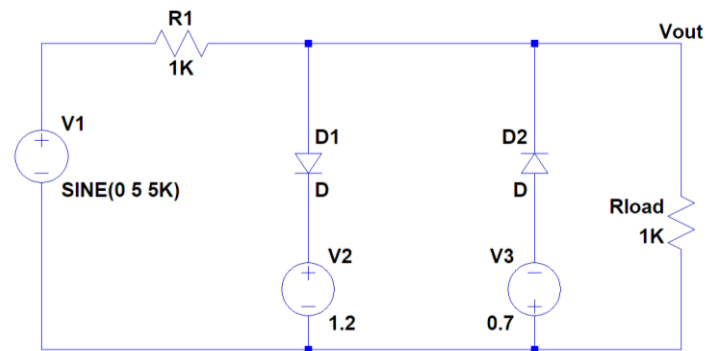 R1
1K
Vout
V1
SINE(0 5 5K)
D1
D
D2
D
Rload
1K
V2
1.2
V3
0.7